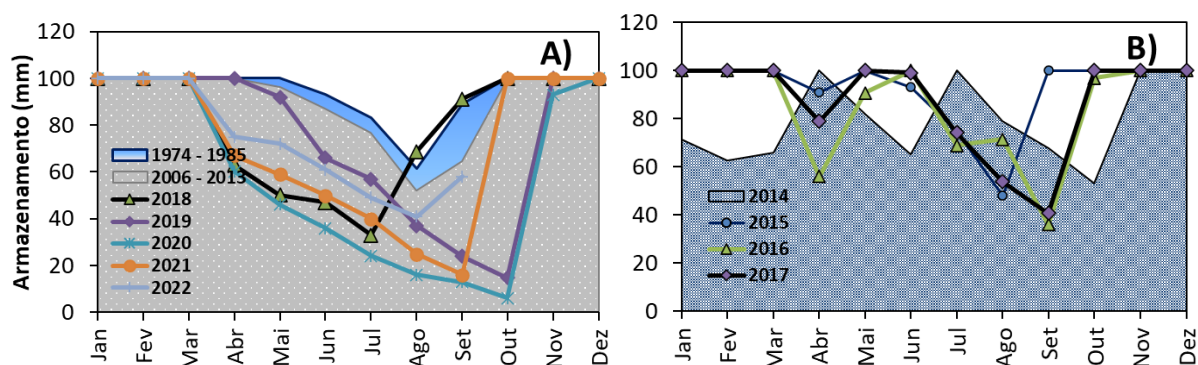 A)
Armazenamento (mm)
120
100
80
60
40
20
0
1974 - 1985
2006 - 2013
2018
2019
2020
2021
2022
Jan
Fev
Mar
Abr
Mai
Jun
Jul
Ago
Set
Out
Nov
Dez
B)
120
100
80
60
40
20
0
2014
2015
2016
2017
Jan
Fev
Mar
Abr
Mai
Jun
Jul
Ago
Set
Out
Nov
Dez